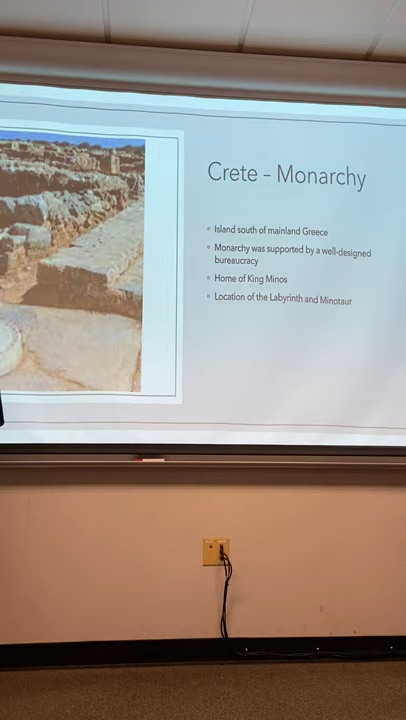 Crete – Monarchy
Island south of mainland Greece
Monarchy was supported by a well-designed
bureaucracy
Home of King Minos
Location of the Labyrinth and Minotaur